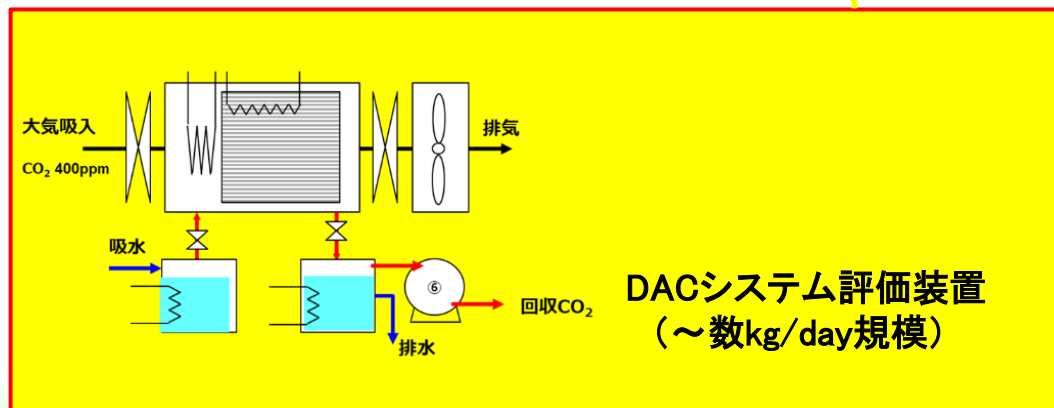 大気吸入
CO₂ 400ppm
排気
吸水
⑥
回収CO₂
排水
DACシステム評価装置
（～数kg/day規模）